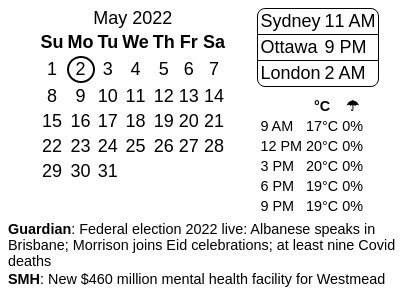 May 2022
Su Mo Tu We Th Fr Sa
1 2 3 4 5 6 7
8 9 10 11 12 13 14
15 16 17 18 19 20 21
22 23 24 25 26 27 28
29 30 31
Sydney 11 AM
Ottawa 9 PM
London 2 AM
°C ☂
9 AM 17°C 0%
12 PM 20°C 0%
3 PM 20°C 0%
6 PM 19°C 0%
9 PM 19°C 0%
Guardian: Federal election 2022 live: Albanese speaks in
Brisbane; Morrison joins Eid celebrations; at least nine Covid
deaths
SMH: New $460 million mental health facility for Westmead